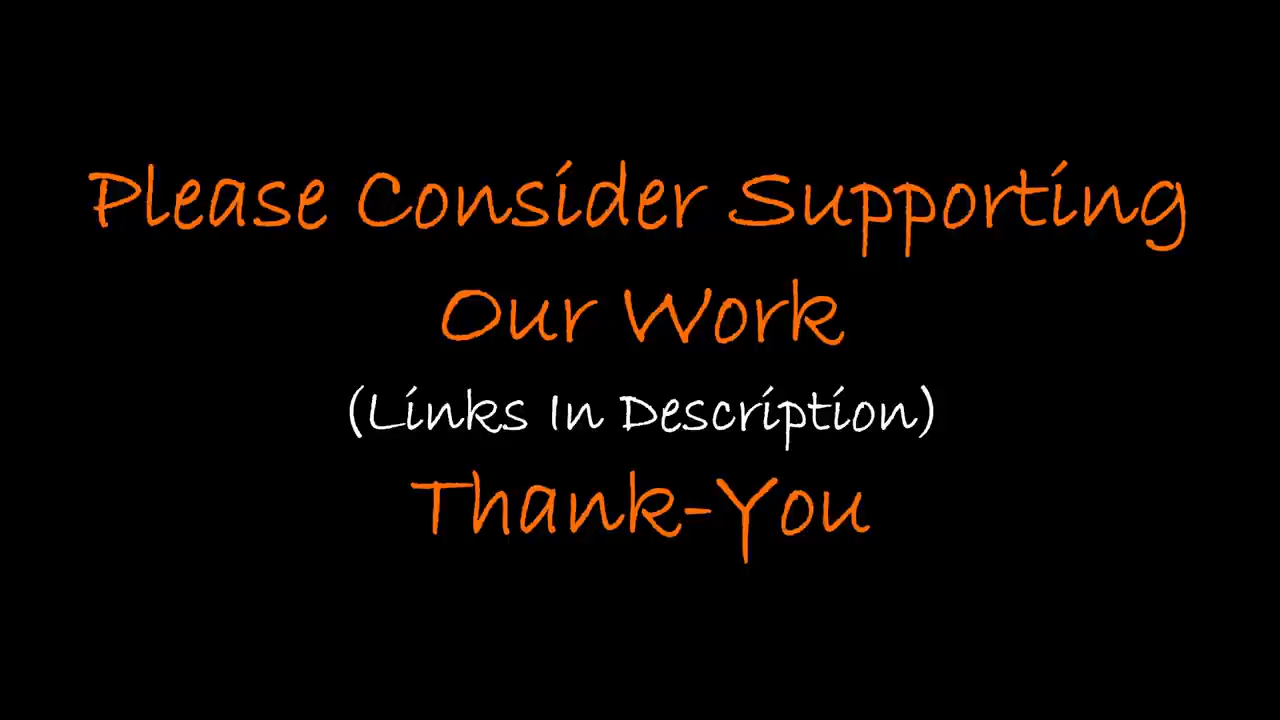 Please Consider Supporting
Our Work
(Links In Description)
Thank-You